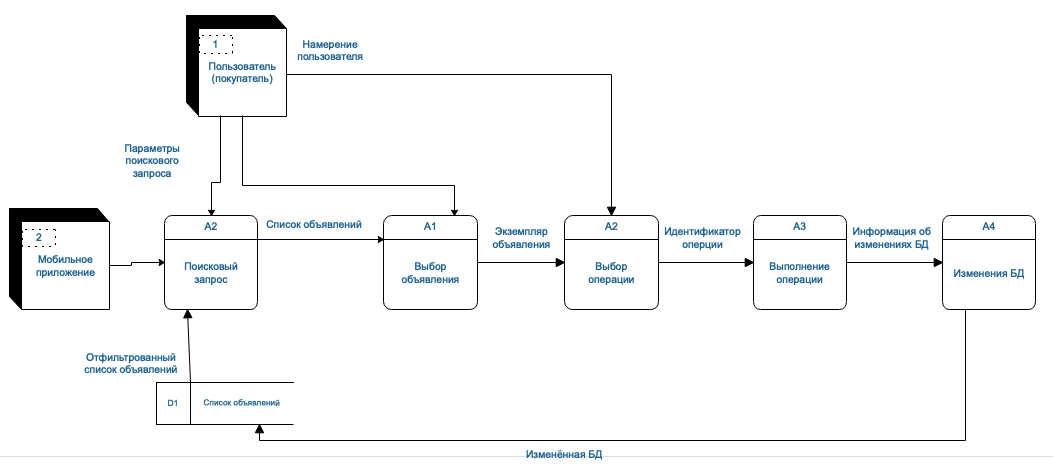 1
Пользователь
(покупатель)
Намерение
пользователя
Параметры
поискового
запроса
2
Мобильное
приложение
A2
Поисковый
запрос
Список объявлений
A1
Выбор
объявления
Экземпляр
объявления
A2
Выбор
операции
Идентификатор
оперции
A3
Выполнение
операции
Информация об
изменениях БД
A4
Изменения БД
Отфильтрованный
список объявлений
D1
Список объявлений
Изменённая БД